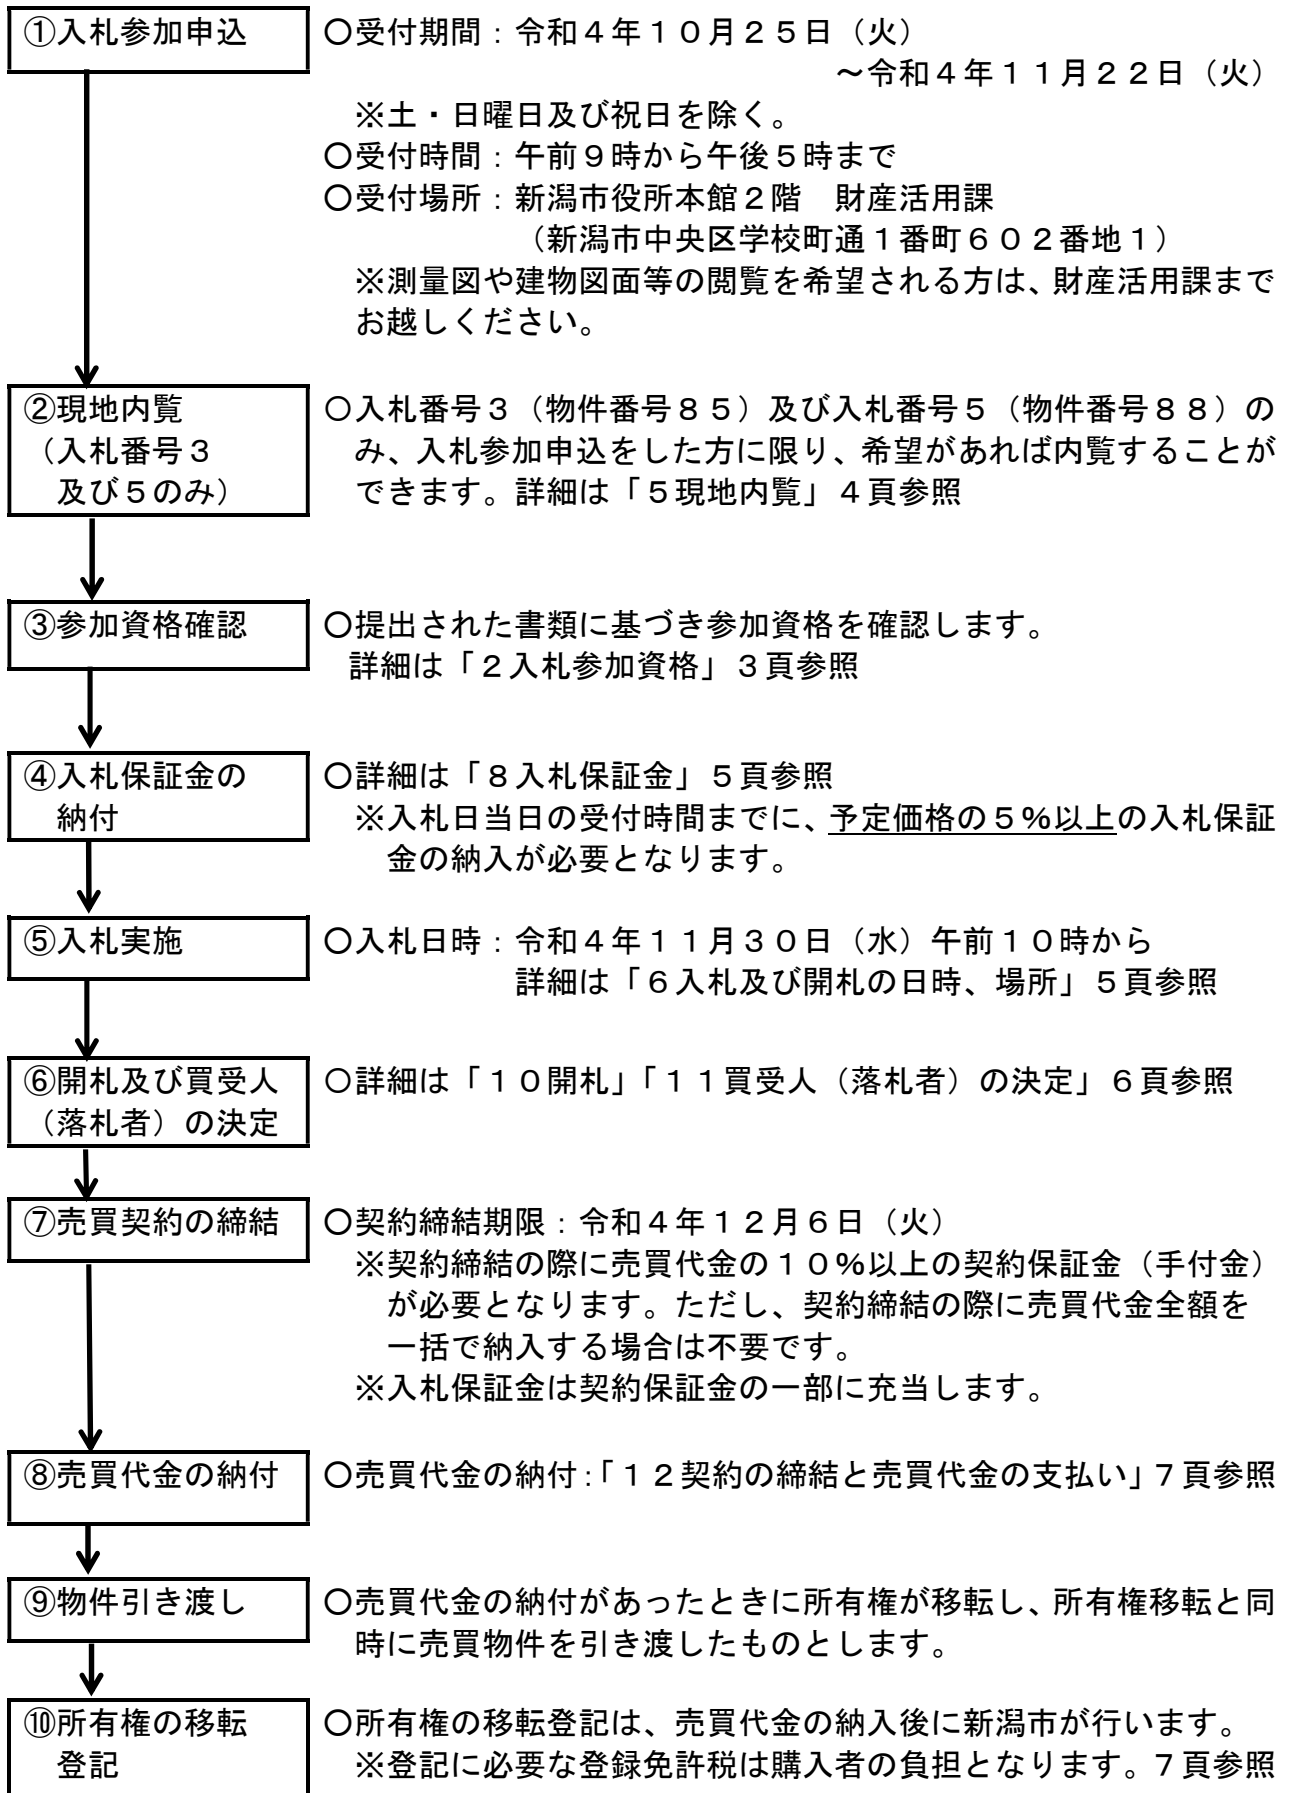 ①入札参加申込
〇受付期間：令和４年１０月２５日（火）
～令和４年１１月２２日（火）
※土・日曜日及び祝日を除く。
〇受付時間：午前９時から午後５時まで
〇受付場所：新潟市役所本館２階　財産活用課
（新潟市中央区学校町通１番町６０２番地１）
※測量図や建物図面等の閲覧を希望される方は、財産活用課まで
お越しください。
②現地内覧
（入札番号３
及び５のみ）
〇入札番号３（物件番号８５）及び入札番号５（物件番号８８）の
み、入札参加申込をした方に限り、希望があれば内覧することが
できます。詳細は「５現地内覧」４頁参照
③参加資格確認
〇提出された書類に基づき参加資格を確認します。
詳細は「２入札参加資格」３頁参照
④入札保証金の
納付
〇詳細は「８入札保証金」５頁参照
※入札日当日の受付時間までに、予定価格の５％以上の入札保証
金の納入が必要となります。
⑤入札実施
〇入札日時：令和４年１１月３０日（水）午前１０時から
詳細は「６入札及び開札の日時、場所」５頁参照
⑥開札及び買受人
（落札者）の決定
〇詳細は「１０開札」「１１買受人（落札者）の決定」６頁参照
⑦売買契約の締結
〇契約締結期限：令和４年１２月６日（火）
※契約締結の際に売買代金の１０％以上の契約保証金（手付金）
が必要となります。ただし、契約締結の際に売買代金全額を
一括で納入する場合は不要です。
※入札保証金は契約保証金の一部に充当します。
⑧売買代金の納付
〇売買代金の納付：「１２契約の締結と売買代金の支払い」７頁参照
⑨物件引き渡し
〇売買代金の納付があったときに所有権が移転し、所有権移転と同
時に売買物件を引き渡したものとします。
⑩所有権の移転
登記
〇所有権の移転登記は、売買代金の納入後に新潟市が行います。
※登記に必要な登録免許税は購入者の負担となります。７頁参照